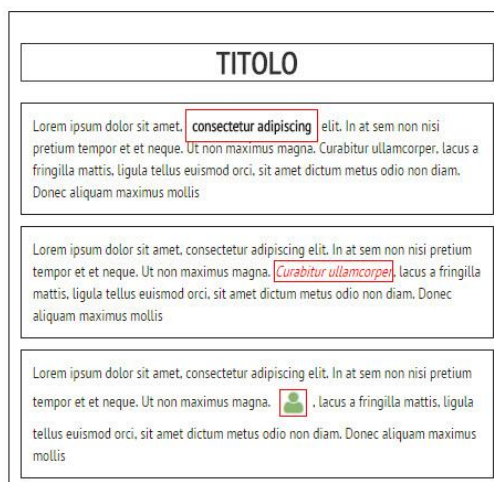 TITOLO
Lorem ipsum dolor sit amet, consectetur adipiscing elit. In at sem non nisi
pretium tempor et et neque. Ut non maximus magna. Curabitur ullamcorper, lacus a
fringilla mattis, ligula tellus euismod orci, sit amet dictum metus odio non diam.
Donec aliquam maximus mollis
Lorem ipsum dolor sit amet, consectetur adipiscing elit. In at sem non nisi pretium
tempor et et neque. Ut non maximus magna. Curabitur ullamcorper, lacus a fringilla
mattis, ligula tellus euismod orci, sit amet dictum metus odio non diam. Donec
aliquam maximus mollis
Lorem ipsum dolor sit amet, consectetur adipiscing elit. In at sem non nisi pretium
tempor et et neque. Ut non maximus magna. , lacus a fringilla mattis, ligula
tellus euismod orci, sit amet dictum metus odio non diam. Donec aliquam maximus
mollis